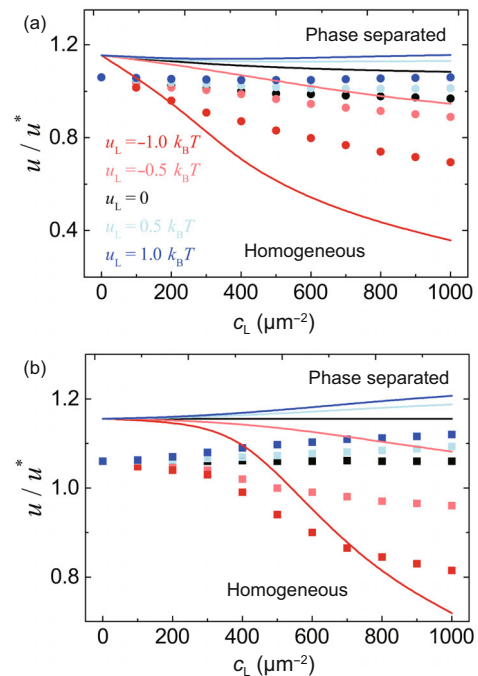 (a)
Phase separated
1.2
0.8
0.4
u / u*
u_L = −1.0 k_BT
u_L = −0.5 k_BT
u_L = 0
u_L = 0.5 k_BT
u_L = 1.0 k_BT
Homogeneous
0 200 400 600 800 1000
c_L (μm⁻²)
(b)
Phase separated
1.2
1.0
0.8
u / u*
Homogeneous
0 200 400 600 800 1000
c_L (μm⁻²)